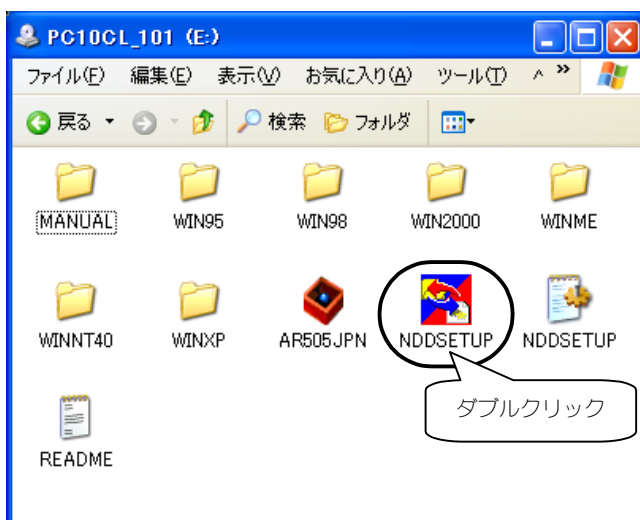 PC10CL_101 (E:)
ファイル(F) 編集(E) 表示(V) お気に入り(A) ツール(T) »
戻る 検索 フォルダ
MANUAL WIN95 WIN98 WIN2000 WINME
WINNT40 WINXP AR505JPN NDDSETUP NDDSETUP
ダブルクリック
README